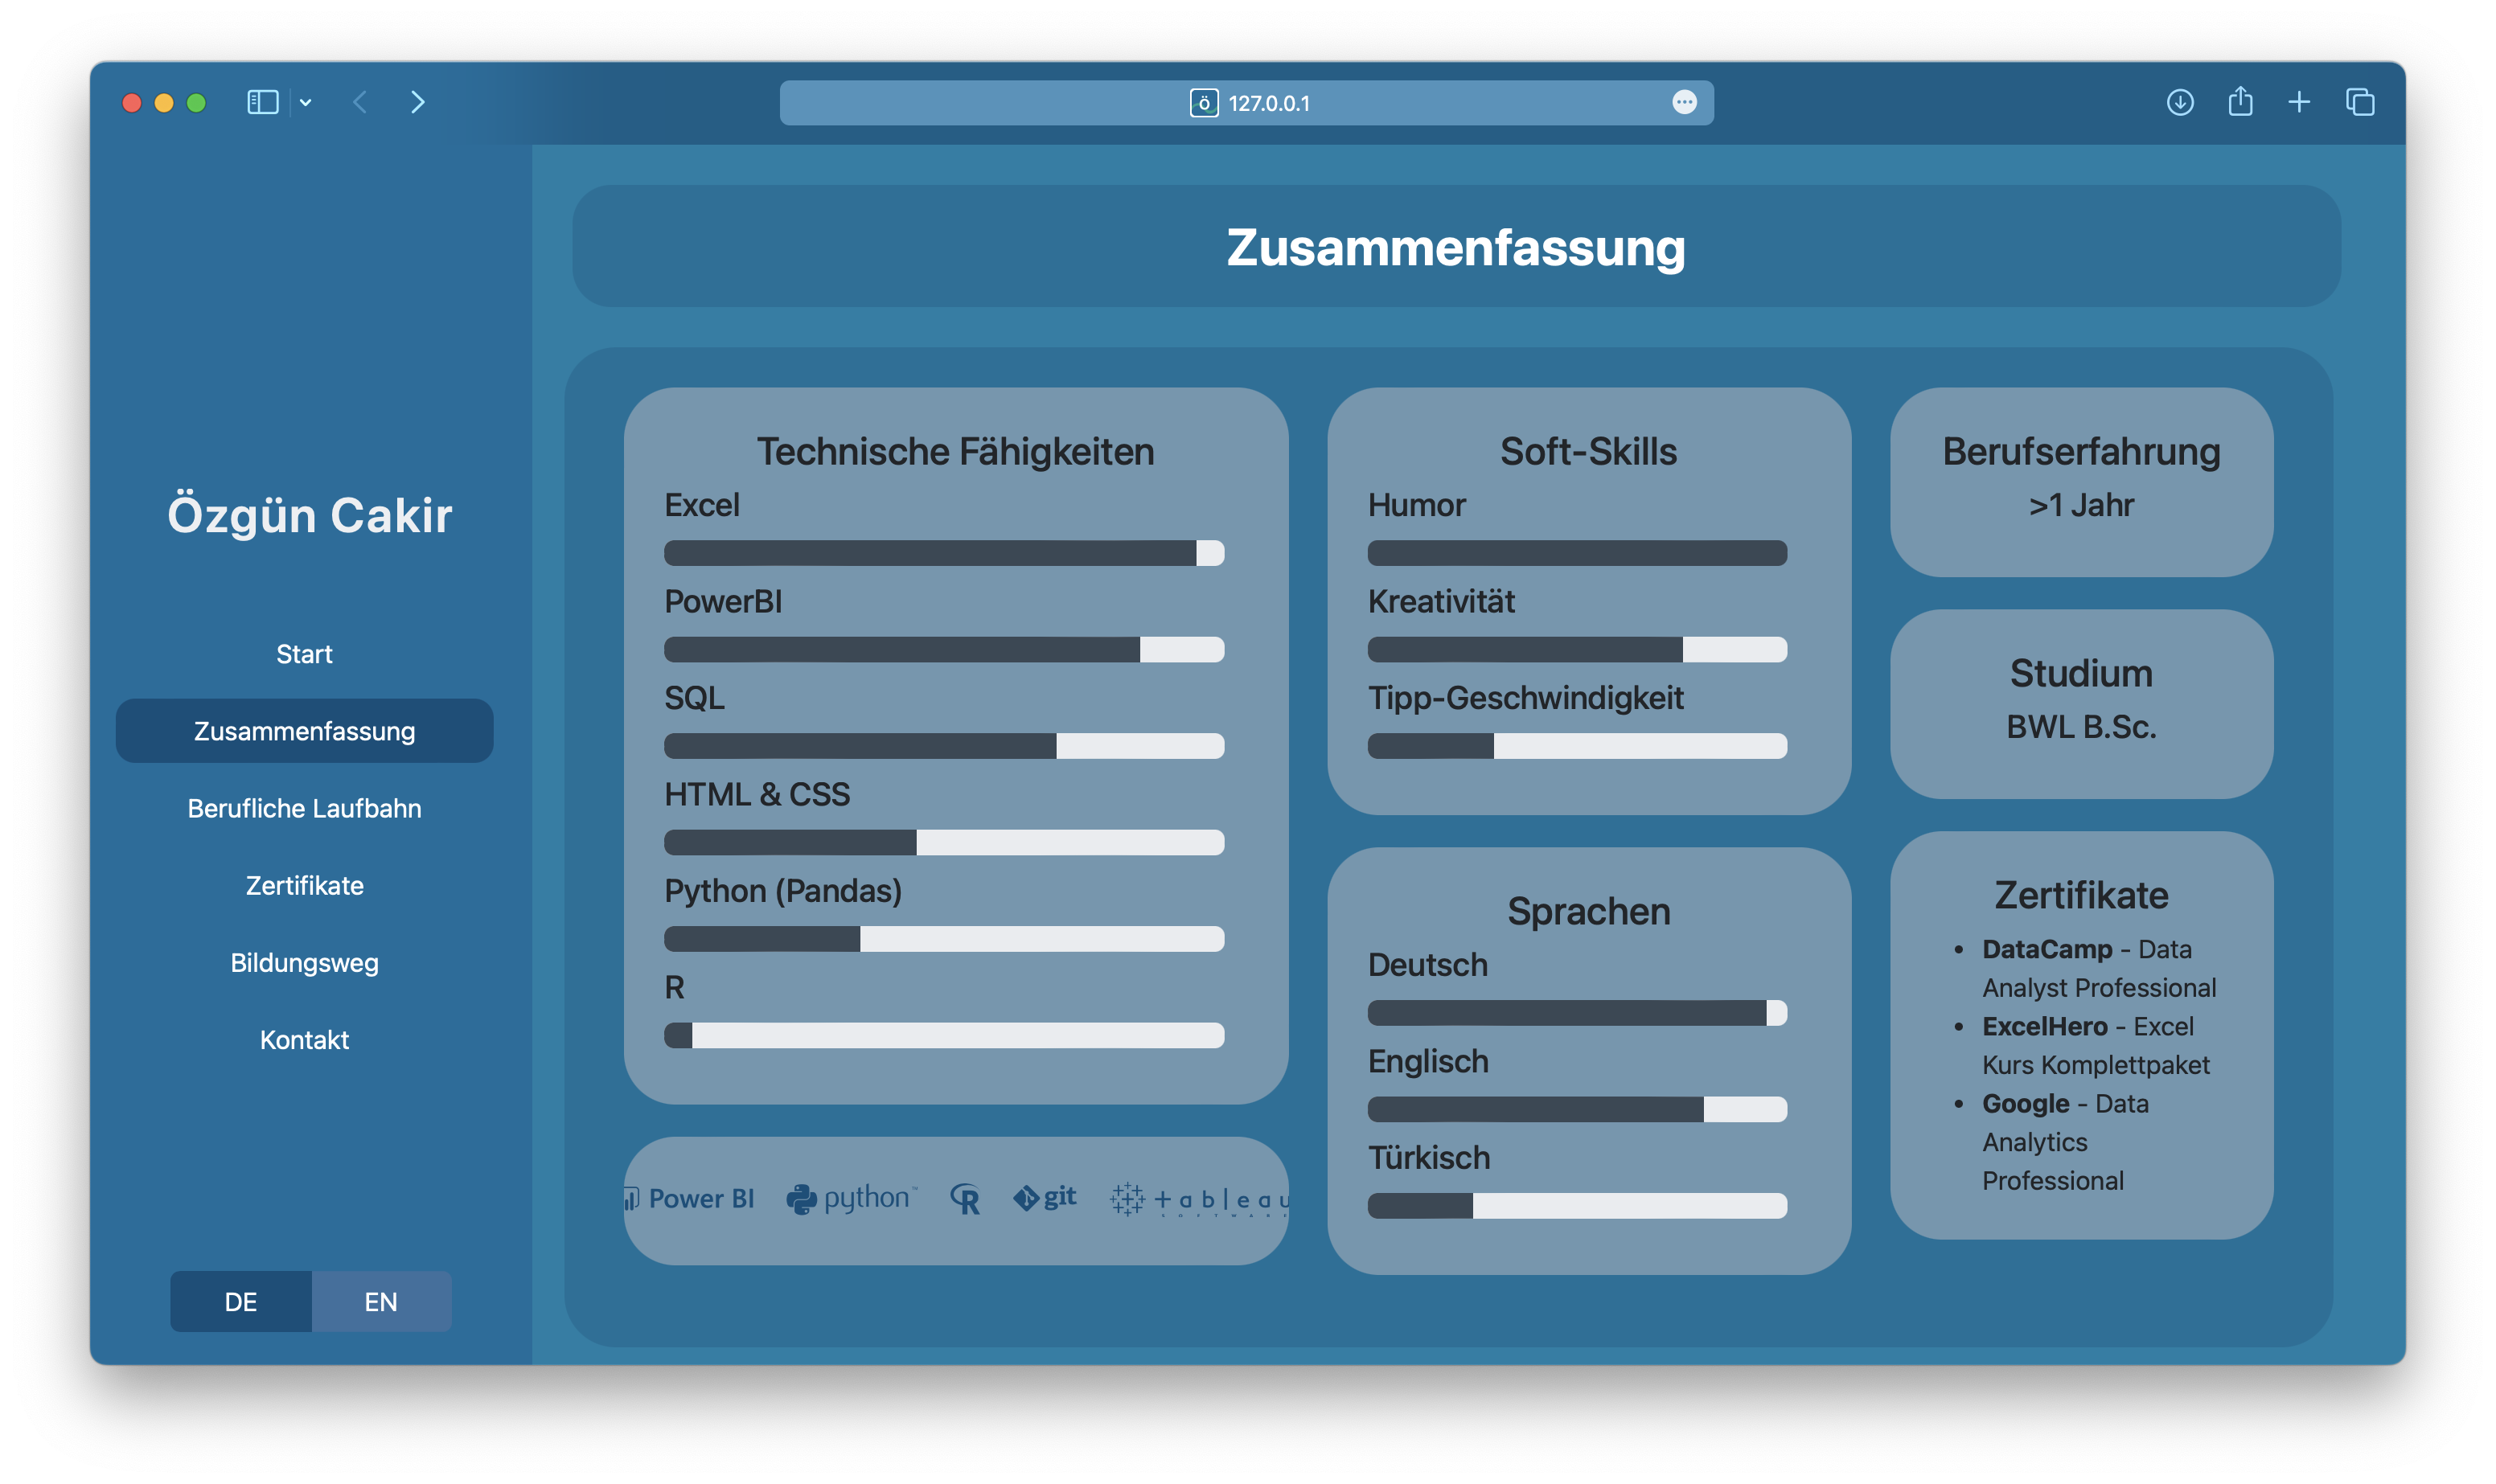 Ö 127.0.0.1
Özgün Cakir
Start
Zusammenfassung
Berufliche Laufbahn
Zertifikate
Bildungsweg
Kontakt
DE EN
Zusammenfassung
Technische Fähigkeiten
Excel
PowerBI
SQL
HTML & CSS
Python (Pandas)
R
Power BI python™ R git +ableau
Soft-Skills
Humor
Kreativität
Tipp-Geschwindigkeit
Sprachen
Deutsch
Englisch
Türkisch
Berufserfahrung
>1 Jahr
Studium
BWL B.Sc.
Zertifikate
• DataCamp - Data
Analyst Professional
• ExcelHero - Excel
Kurs Komplettpaket
• Google - Data
Analytics
Professional